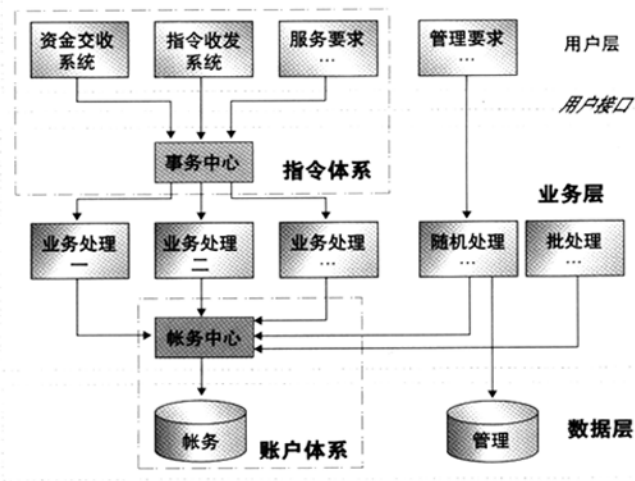 资金交收
系统
指令收发
系统
服务要求
…
管理要求
…
用户层
用户接口
事务中心
指令体系
业务层
业务处理
一
业务处理
二
业务处理
…
随机处理
…
批处理
…
帐务中心
帐务
账户体系
管理
数据层